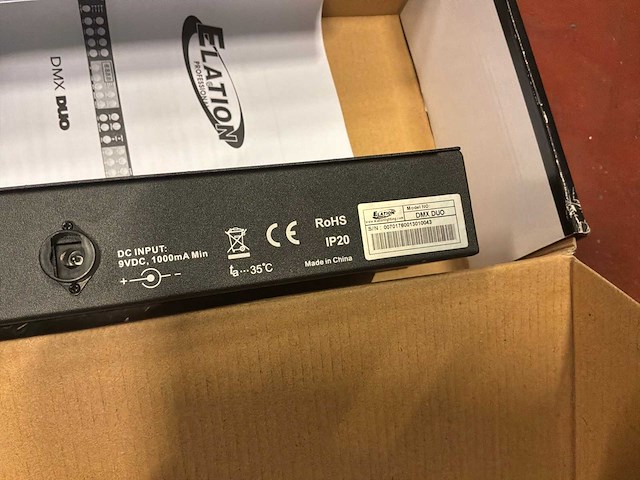 ELATION
PROFESSIONAL
DMX DUO
DC INPUT:
9VDC, 1000mA Min
+ -
ta...35°C
CE
RoHS
IP20
Made in China
ELATION
Model NO:
DMX DUO
S/N: